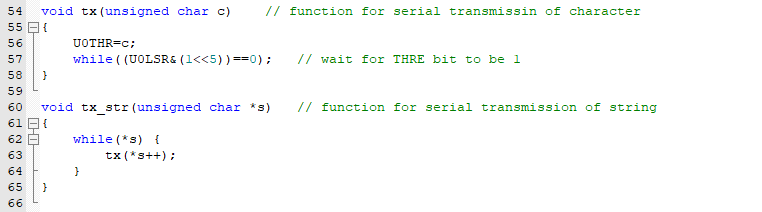 54 void tx(unsigned char c)    // function for serial transmissin of character
55 {
56     U0THR=c;
57     while((U0LSR&(1<<5))==0);   // wait for THRE bit to be 1
58 }
59
60 void tx_str(unsigned char *s)   // function for serial transmission of string
61 {
62     while(*s) {
63         tx(*s++);
64     }
65 }
66